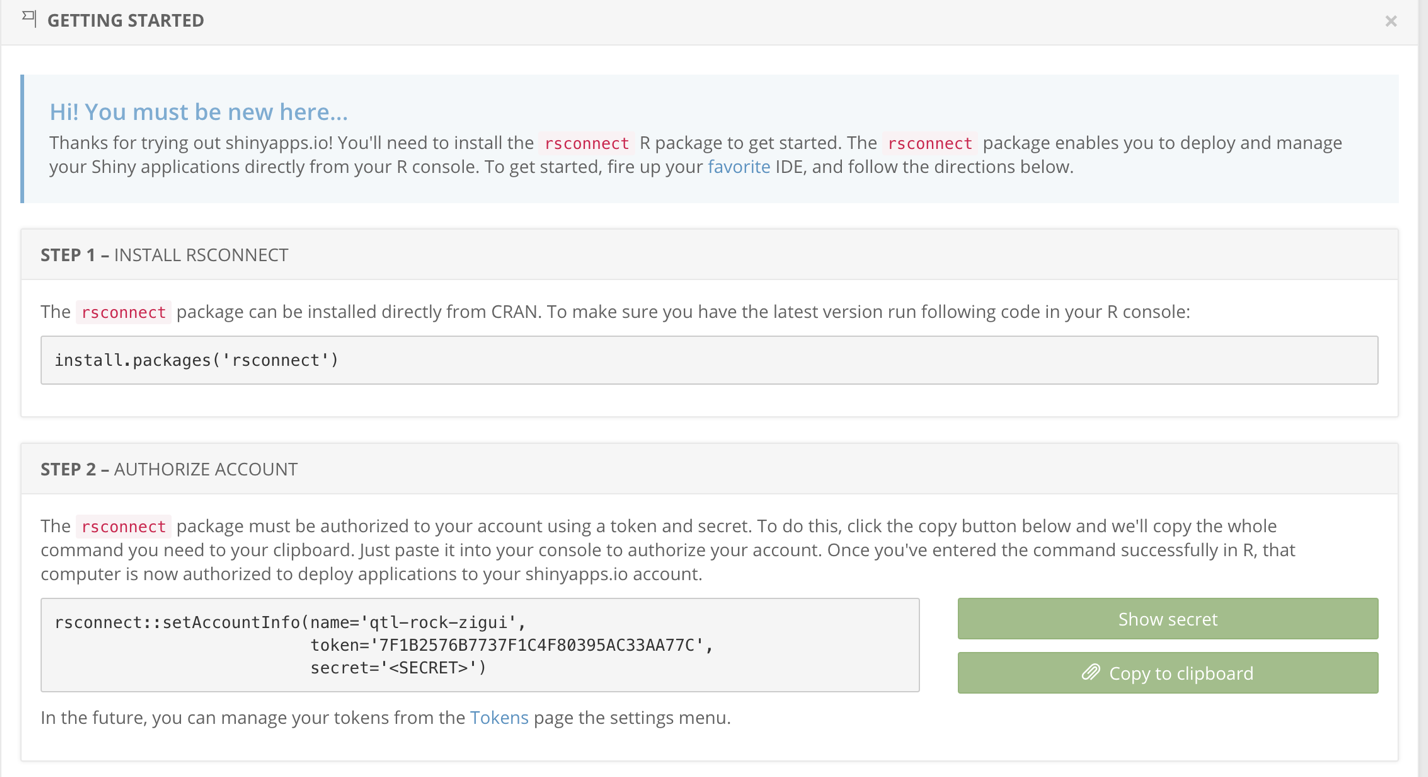 GETTING STARTED
×
Hi! You must be new here...
Thanks for trying out shinyapps.io! You'll need to install the rsconnect R package to get started. The rsconnect package enables you to deploy and manage
your Shiny applications directly from your R console. To get started, fire up your favorite IDE, and follow the directions below.
STEP 1 – INSTALL RSCONNECT
The rsconnect package can be installed directly from CRAN. To make sure you have the latest version run following code in your R console:
install.packages('rsconnect')
STEP 2 – AUTHORIZE ACCOUNT
The rsconnect package must be authorized to your account using a token and secret. To do this, click the copy button below and we'll copy the whole
command you need to your clipboard. Just paste it into your console to authorize your account. Once you've entered the command successfully in R, that
computer is now authorized to deploy applications to your shinyapps.io account.
rsconnect::setAccountInfo(name='qtl-rock-zigui',
token='7F1B2576B7737F1C4F80395AC33AA77C',
secret='<SECRET>')
Show secret
Copy to clipboard
In the future, you can manage your tokens from the Tokens page the settings menu.